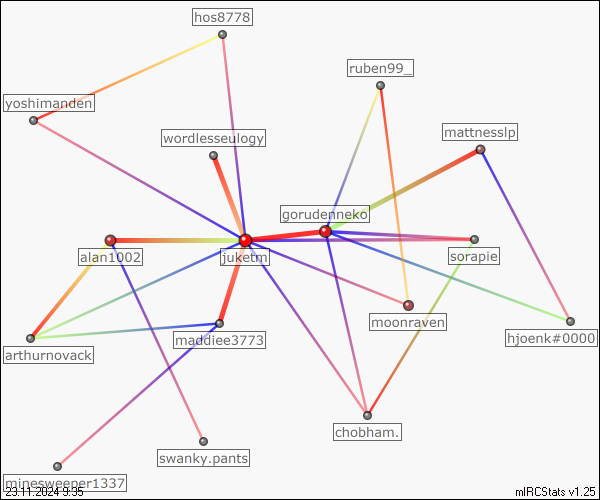 hos8778
ruben99_
yoshimanden
mattnesslp
wordlesseulogy
gorudenneko
alan1002
juketm
sorapie
moonraven
arthurnovack
maddiee3773
hjoenk#0000
chobham.
swanky.pants
minesweeper1337
23.11.2024 9:35
mIRCStats v1.25